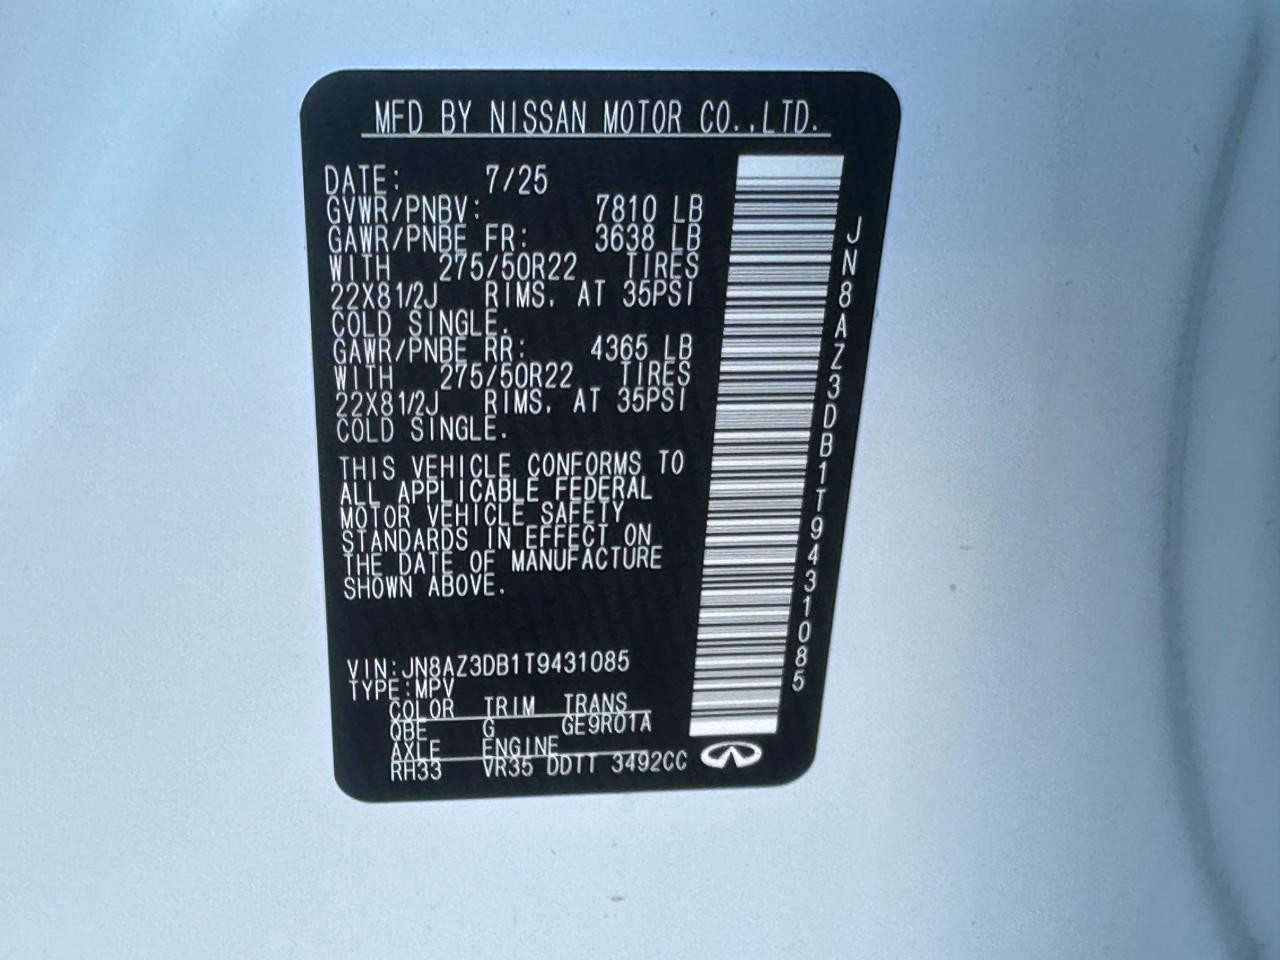 MFD BY NISSAN MOTOR CO.,LTD.
DATE: 7/25
GVWR/PNBV: 7810 LB
GAWR/PNBE FR: 3638 LB
WITH 275/50R22 TIRES
22X81/2J RIMS. AT 35PSI
COLD SINGLE.
GAWR/PNBE RR: 4365 LB
WITH 275/50R22 TIRES
22X81/2J RIMS. AT 35PSI
COLD SINGLE.
THIS VEHICLE CONFORMS TO
ALL APPLICABLE FEDERAL
MOTOR VEHICLE SAFETY
STANDARDS IN EFFECT ON
THE DATE OF MANUFACTURE
SHOWN ABOVE.
VIN:JN8AZ3DB1T9431085
TYPE:MPV
COLOR TRIM TRANS
QBE G GE9R01A
AXLE ENGINE
RH33 VR35 DDTT 3492CC
JN8AZ3DB1T9431085